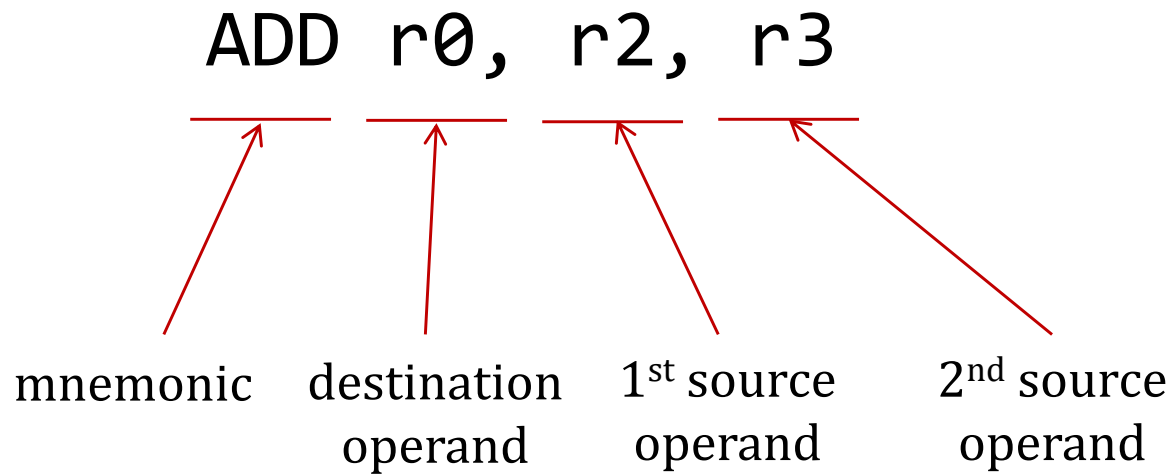 ADD r0, r2, r3
mnemonic
destination
operand
1st source
operand
2nd source
operand